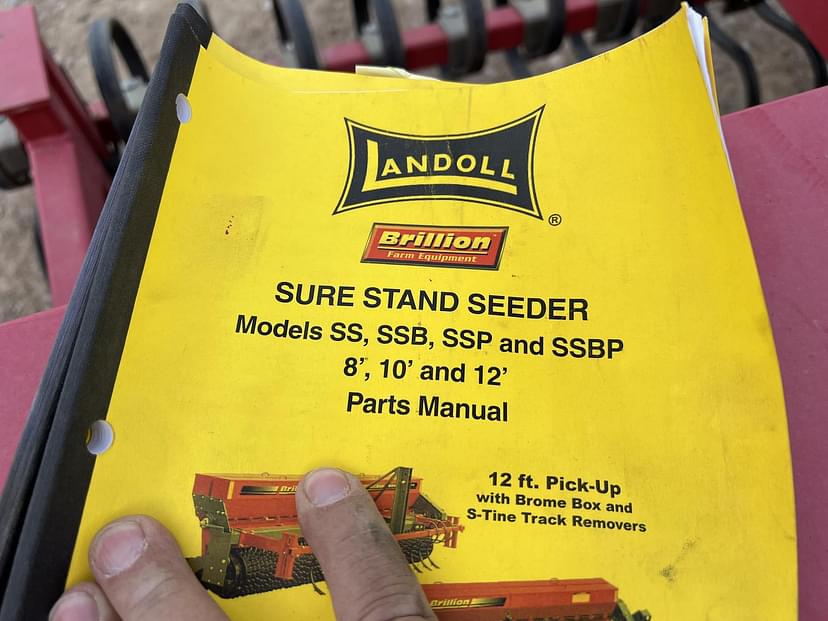 LANDOLL
®
Brillion
Farm Equipment
SURE STAND SEEDER
Models SS, SSB, SSP and SSBP
8’, 10’ and 12’
Parts Manual
12 ft. Pick-Up
with Brome Box and
S-Tine Track Removers
Brillion